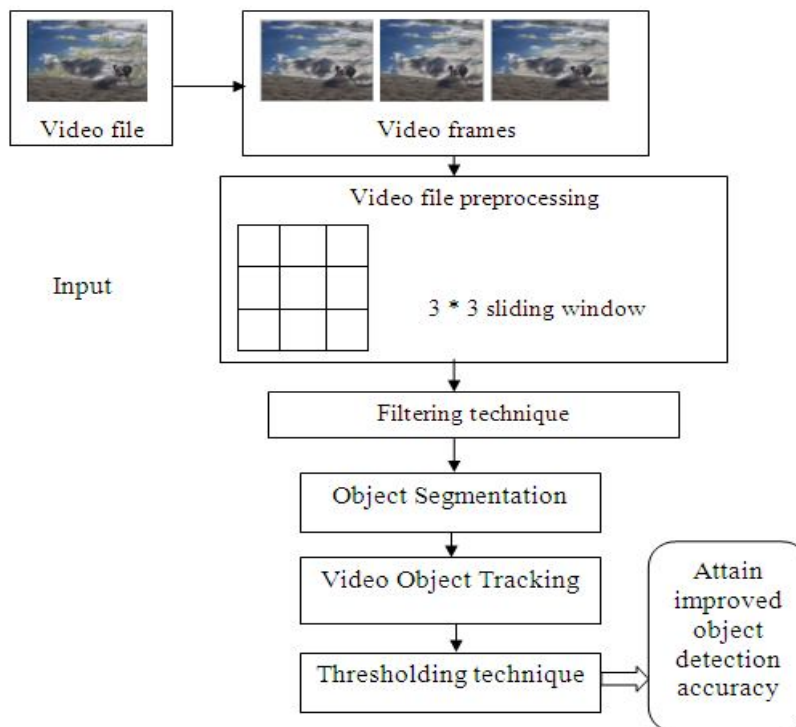 Video file
Video frames
Video file preprocessing
Input
3 * 3 sliding window
Filtering technique
Object Segmentation
Video Object Tracking
Thresholding technique
Attain
improved
object
detection
accuracy